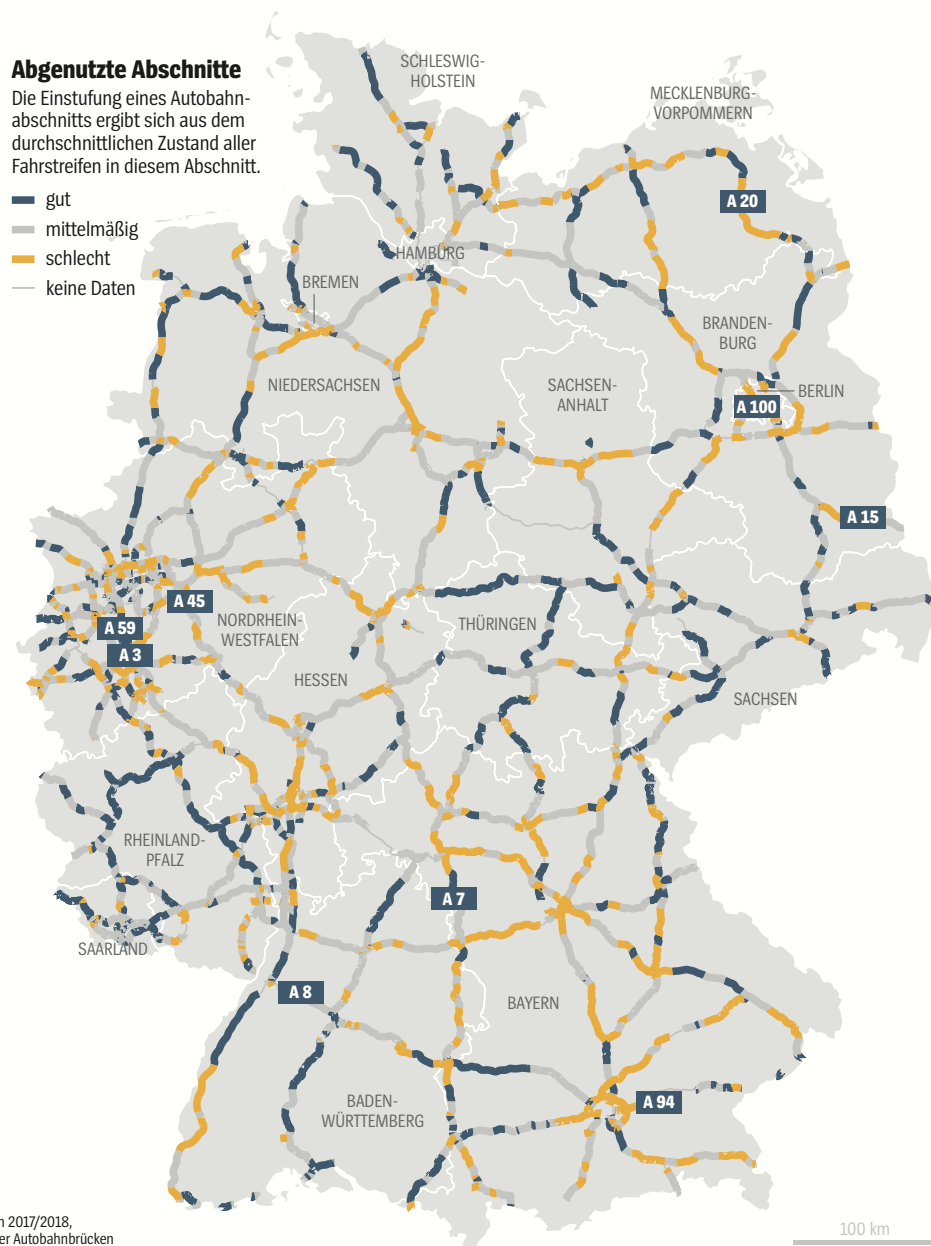 Abgenutzte Abschnitte
Die Einstufung eines Autobahn-
abschnitts ergibt sich aus dem
durchschnittlichen Zustand aller
Fahrstreifen in diesem Abschnitt.
gut
mittelmäßig
schlecht
keine Daten
SCHLESWIG-
HOLSTEIN
MECKLENBURG-
VORPOMMERN
A 20
HAMBURG
BREMEN
BRANDEN-
BURG
NIEDERSACHSEN
SACHSEN-
ANHALT
BERLIN
A 100
A 15
A 45
A 59
A 3
NORDRHEIN-
WESTFALEN
THÜRINGEN
HESSEN
SACHSEN
RHEINLAND-
PFALZ
A 7
SAARLAND
A 8
BAYERN
BADEN-
WÜRTTEMBERG
A 94
2017/2018,
Autobahnbrücken
100 km